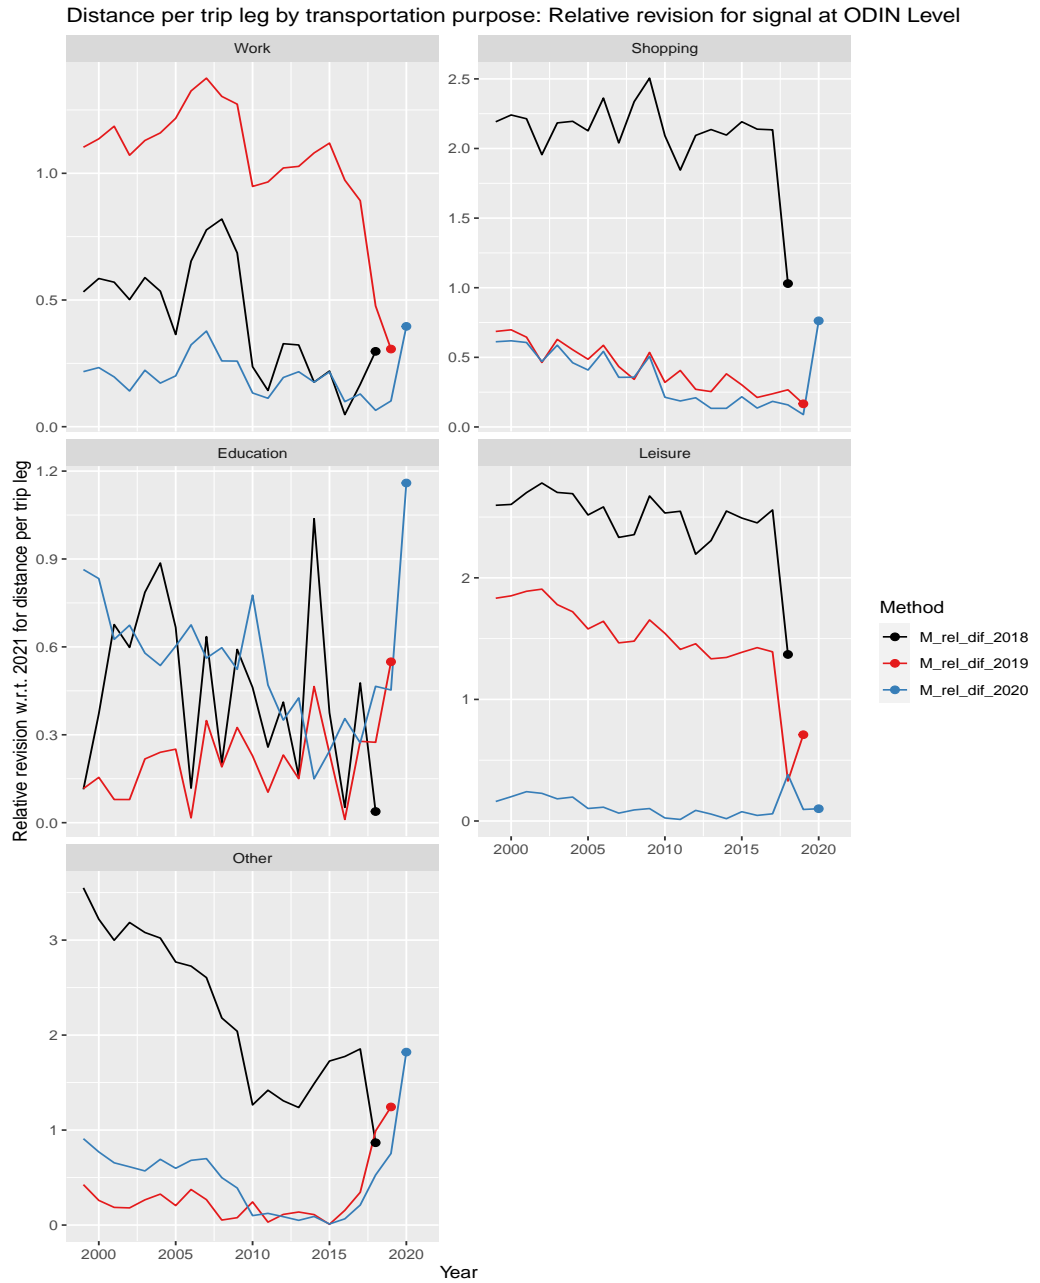 Distance per trip leg by transportation purpose: Relative revision for signal at ODIN Level
Work
Shopping
1.0
0.5
0.0
2.5
2.0
1.5
1.0
0.5
0.0
Education
Leisure
1.2
0.9
0.6
0.3
0.0
2
1
0
2000 2005 2010 2015 2020
Other
3
2
1
0
2000 2005 2010 2015 2020
Year
Relative revision w.r.t. 2021 for distance per trip leg
Method
M_rel_dif_2018
M_rel_dif_2019
M_rel_dif_2020